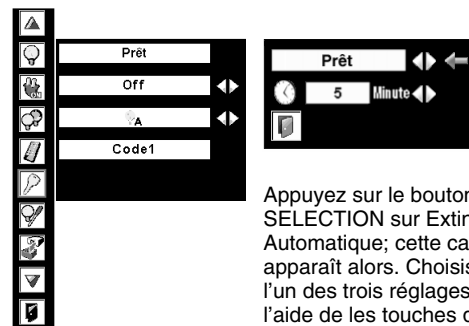 Prêt
Off
A
Code1
ON
Prêt
5 Minute
Appuyez sur le bouton
SELECTION sur Extin
Automatique; cette ca
apparaît alors. Choisis
l'un des trois réglages
l'aide de les touches d